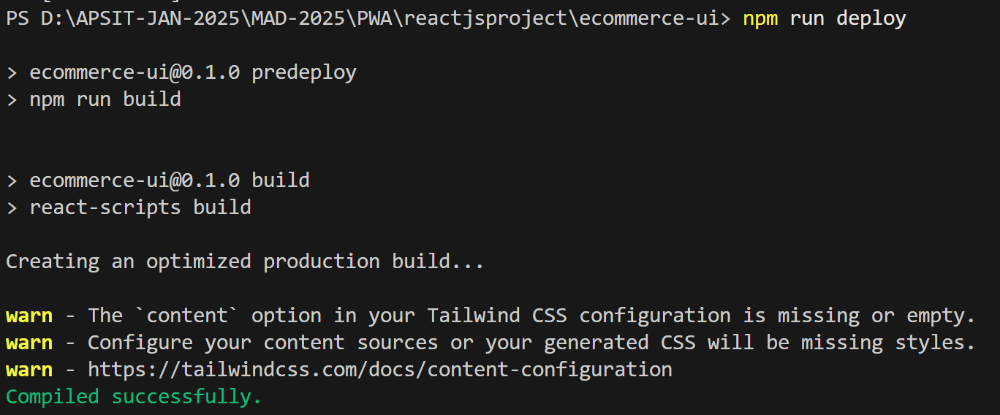 PS D:\APSIT-JAN-2025\MAD-2025\PWA\reactjsproject\ecommerce-ui> npm run deploy
> ecommerce-ui@0.1.0 predeploy
> npm run build
> ecommerce-ui@0.1.0 build
> react-scripts build
Creating an optimized production build...
warn - The `content` option in your Tailwind CSS configuration is missing or empty.
warn - Configure your content sources or your generated CSS will be missing styles.
warn - https://tailwindcss.com/docs/content-configuration
Compiled successfully.